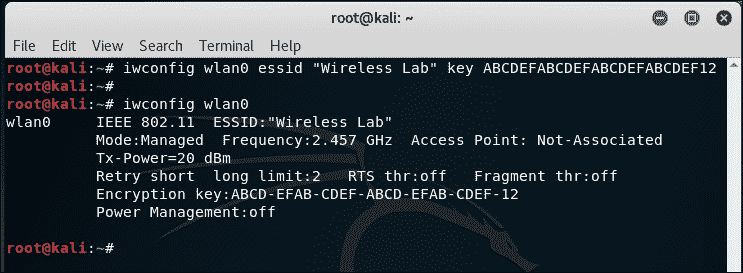 root@kali: ~
File Edit View Search Terminal Help
root@kali:~# iwconfig wlan0 essid "Wireless Lab" key ABCDEFABCDEFABCDEFABCDEF12
root@kali:~#
root@kali:~# iwconfig wlan0
wlan0 IEEE 802.11 ESSID:"Wireless Lab"
Mode:Managed Frequency:2.457 GHz Access Point: Not-Associated
Tx-Power=20 dBm
Retry short long limit:2 RTS thr:off Fragment thr:off
Encryption key:ABCD-EFAB-CDEF-ABCD-EFAB-CDEF-12
Power Management:off
root@kali:~#